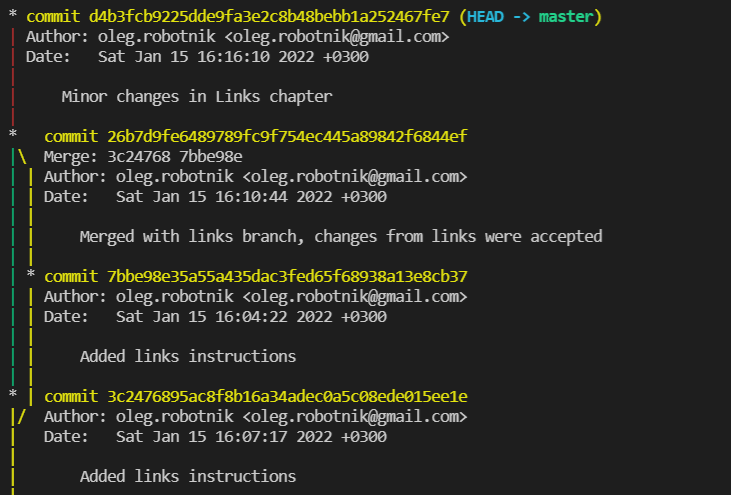 * commit d4b3fcb9225dde9fa3e2c8b48bebb1a252467fe7 (HEAD -> master)
| Author: oleg.robotnik <oleg.robotnik@gmail.com>
| Date:   Sat Jan 15 16:16:10 2022 +0300
|
|     Minor changes in Links chapter
|
*   commit 26b7d9fe6489789fc9f754ec445a89842f6844ef
|\  Merge: 3c24768 7bbe98e
| | Author: oleg.robotnik <oleg.robotnik@gmail.com>
| | Date:   Sat Jan 15 16:10:44 2022 +0300
| |
| |     Merged with links branch, changes from links were accepted
| |
| * commit 7bbe98e35a55a435dac3fed65f68938a13e8cb37
| | Author: oleg.robotnik <oleg.robotnik@gmail.com>
| | Date:   Sat Jan 15 16:04:22 2022 +0300
| |
| |     Added links instructions
| |
* | commit 3c2476895ac8f8b16a34adec0a5c08ede015ee1e
|/  Author: oleg.robotnik <oleg.robotnik@gmail.com>
|   Date:   Sat Jan 15 16:07:17 2022 +0300
|
|       Added links instructions
|